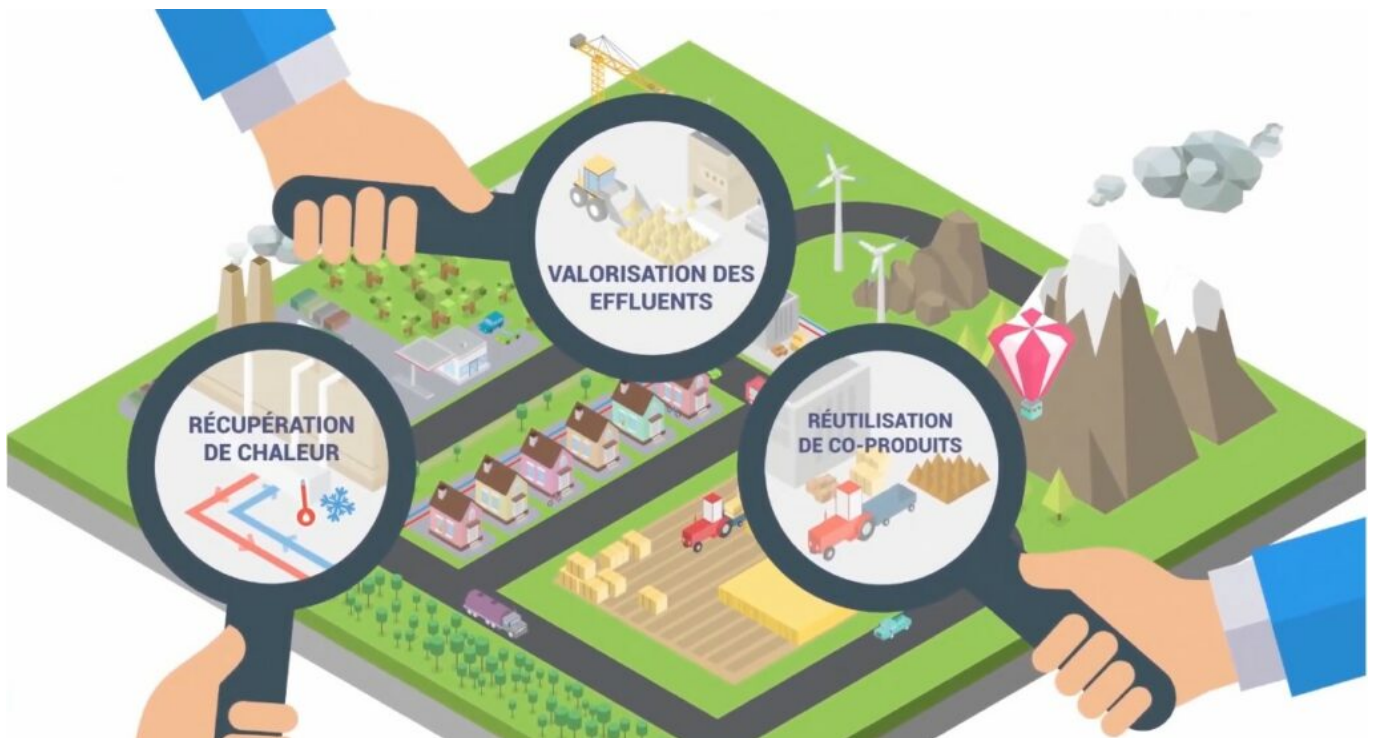 VALORISATION DES
EFFLUENTS
RÉCUPÉRATION
DE CHALEUR
RÉUTILISATION
DE CO-PRODUITS